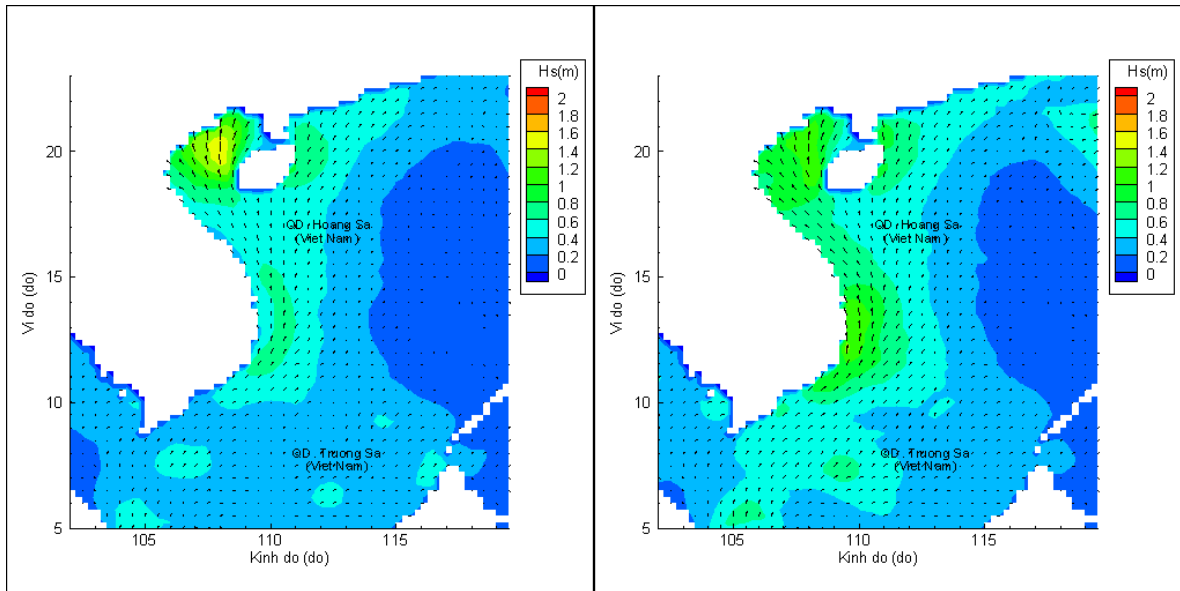 Hs(m)
2
1.8
1.6
1.4
1.2
1
0.8
0.6
0.4
0.2
0
20
15
10
5
Vi do (do)
QD. Hoang Sa
(Viet Nam)
QD. Truong Sa
(Viet Nam)
105
110
115
Kinh do (do)
Hs(m)
2
1.8
1.6
1.4
1.2
1
0.8
0.6
0.4
0.2
0
20
15
10
5
Vi do (do)
QD. Hoang Sa
(Viet Nam)
QD. Truong Sa
(Viet Nam)
105
110
115
Kinh do (do)